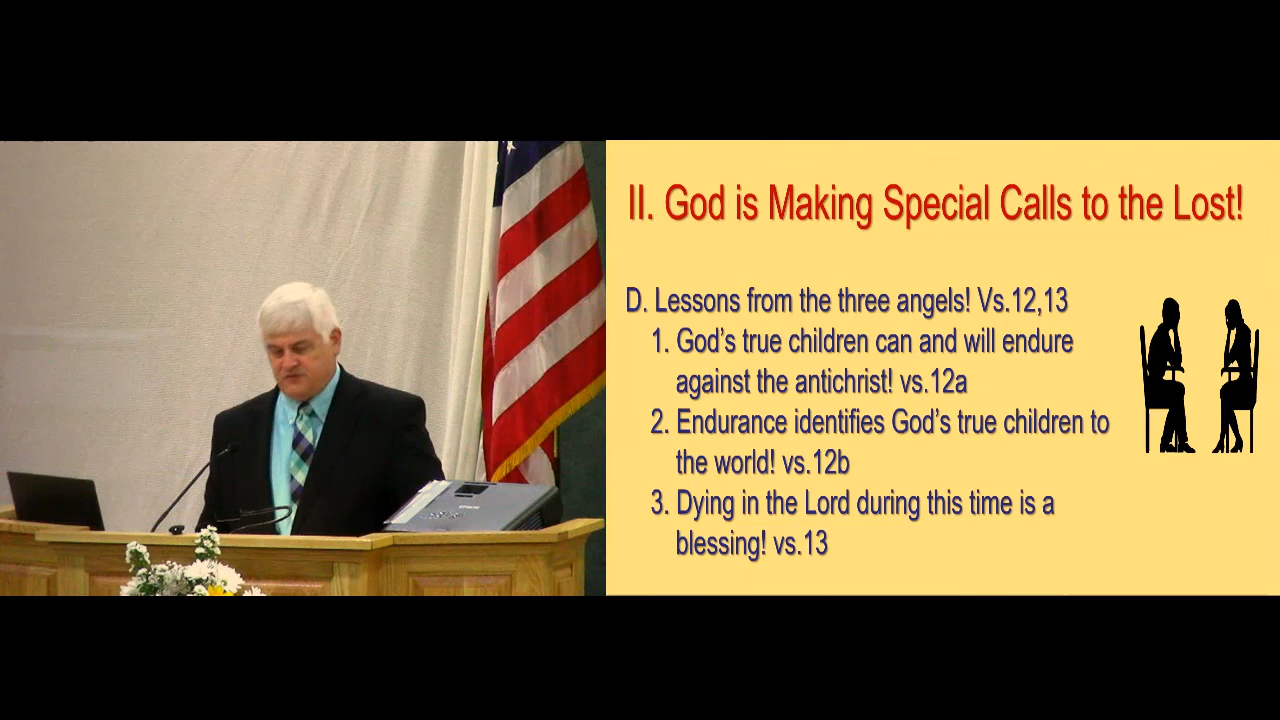 II. God is Making Special Calls to the Lost!
D. Lessons from the three angels! Vs.12,13
1. God’s true children can and will endure
against the antichrist! vs.12a
2. Endurance identifies God’s true children to
the world! vs.12b
3. Dying in the Lord during this time is a
blessing! vs.13
EPSON